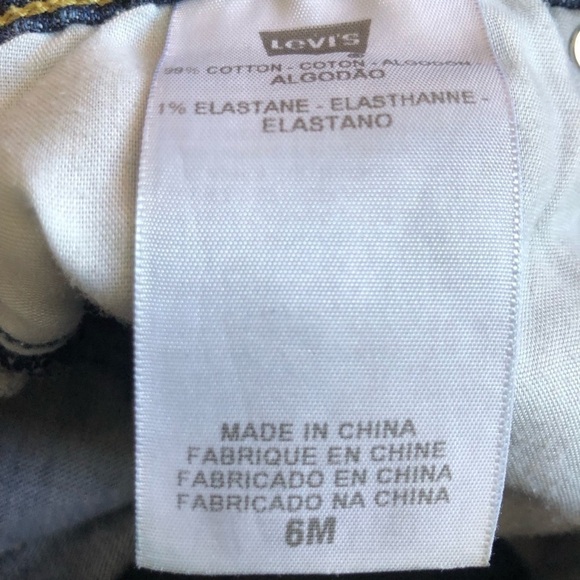 Levi's
99% COTTON - COTON - ALGODON
ALGODÃO
1% ELASTANE - ELASTHANNE -
ELASTANO
MADE IN CHINA
FABRIQUE EN CHINE
FABRICADO EN CHINA
FABRICADO NA CHINA
6M